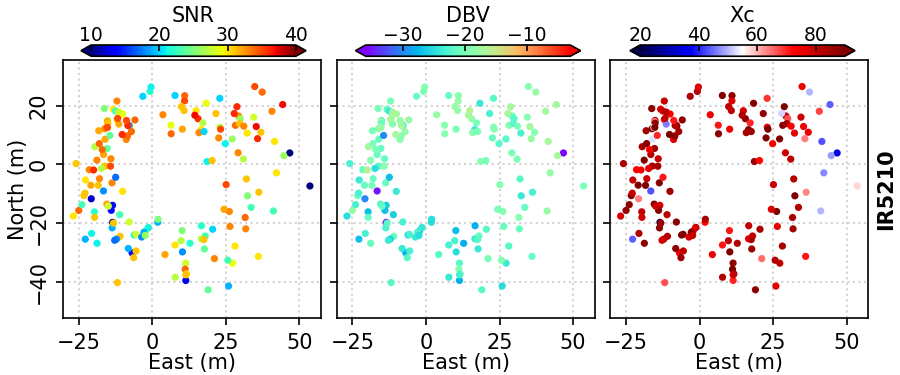 SNR DBV Xc
10 20 30 40 −30 −20 −10 20 40 60 80
North (m)
20
0
−20
−40
−25 0 25 50 −25 0 25 50 −25 0 25 50
East (m) East (m) East (m)
IR5210